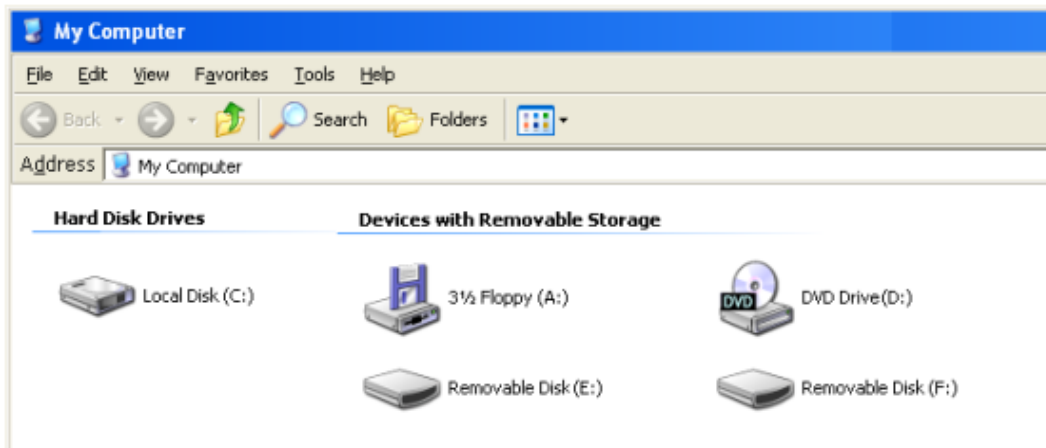 My Computer
File Edit View Favorites Tools Help
Back Search Folders
Address My Computer
Hard Disk Drives Devices with Removable Storage
Local Disk (C:) 3½ Floppy (A:) DVD DVD Drive(D:)
Removable Disk (E:) Removable Disk (F:)